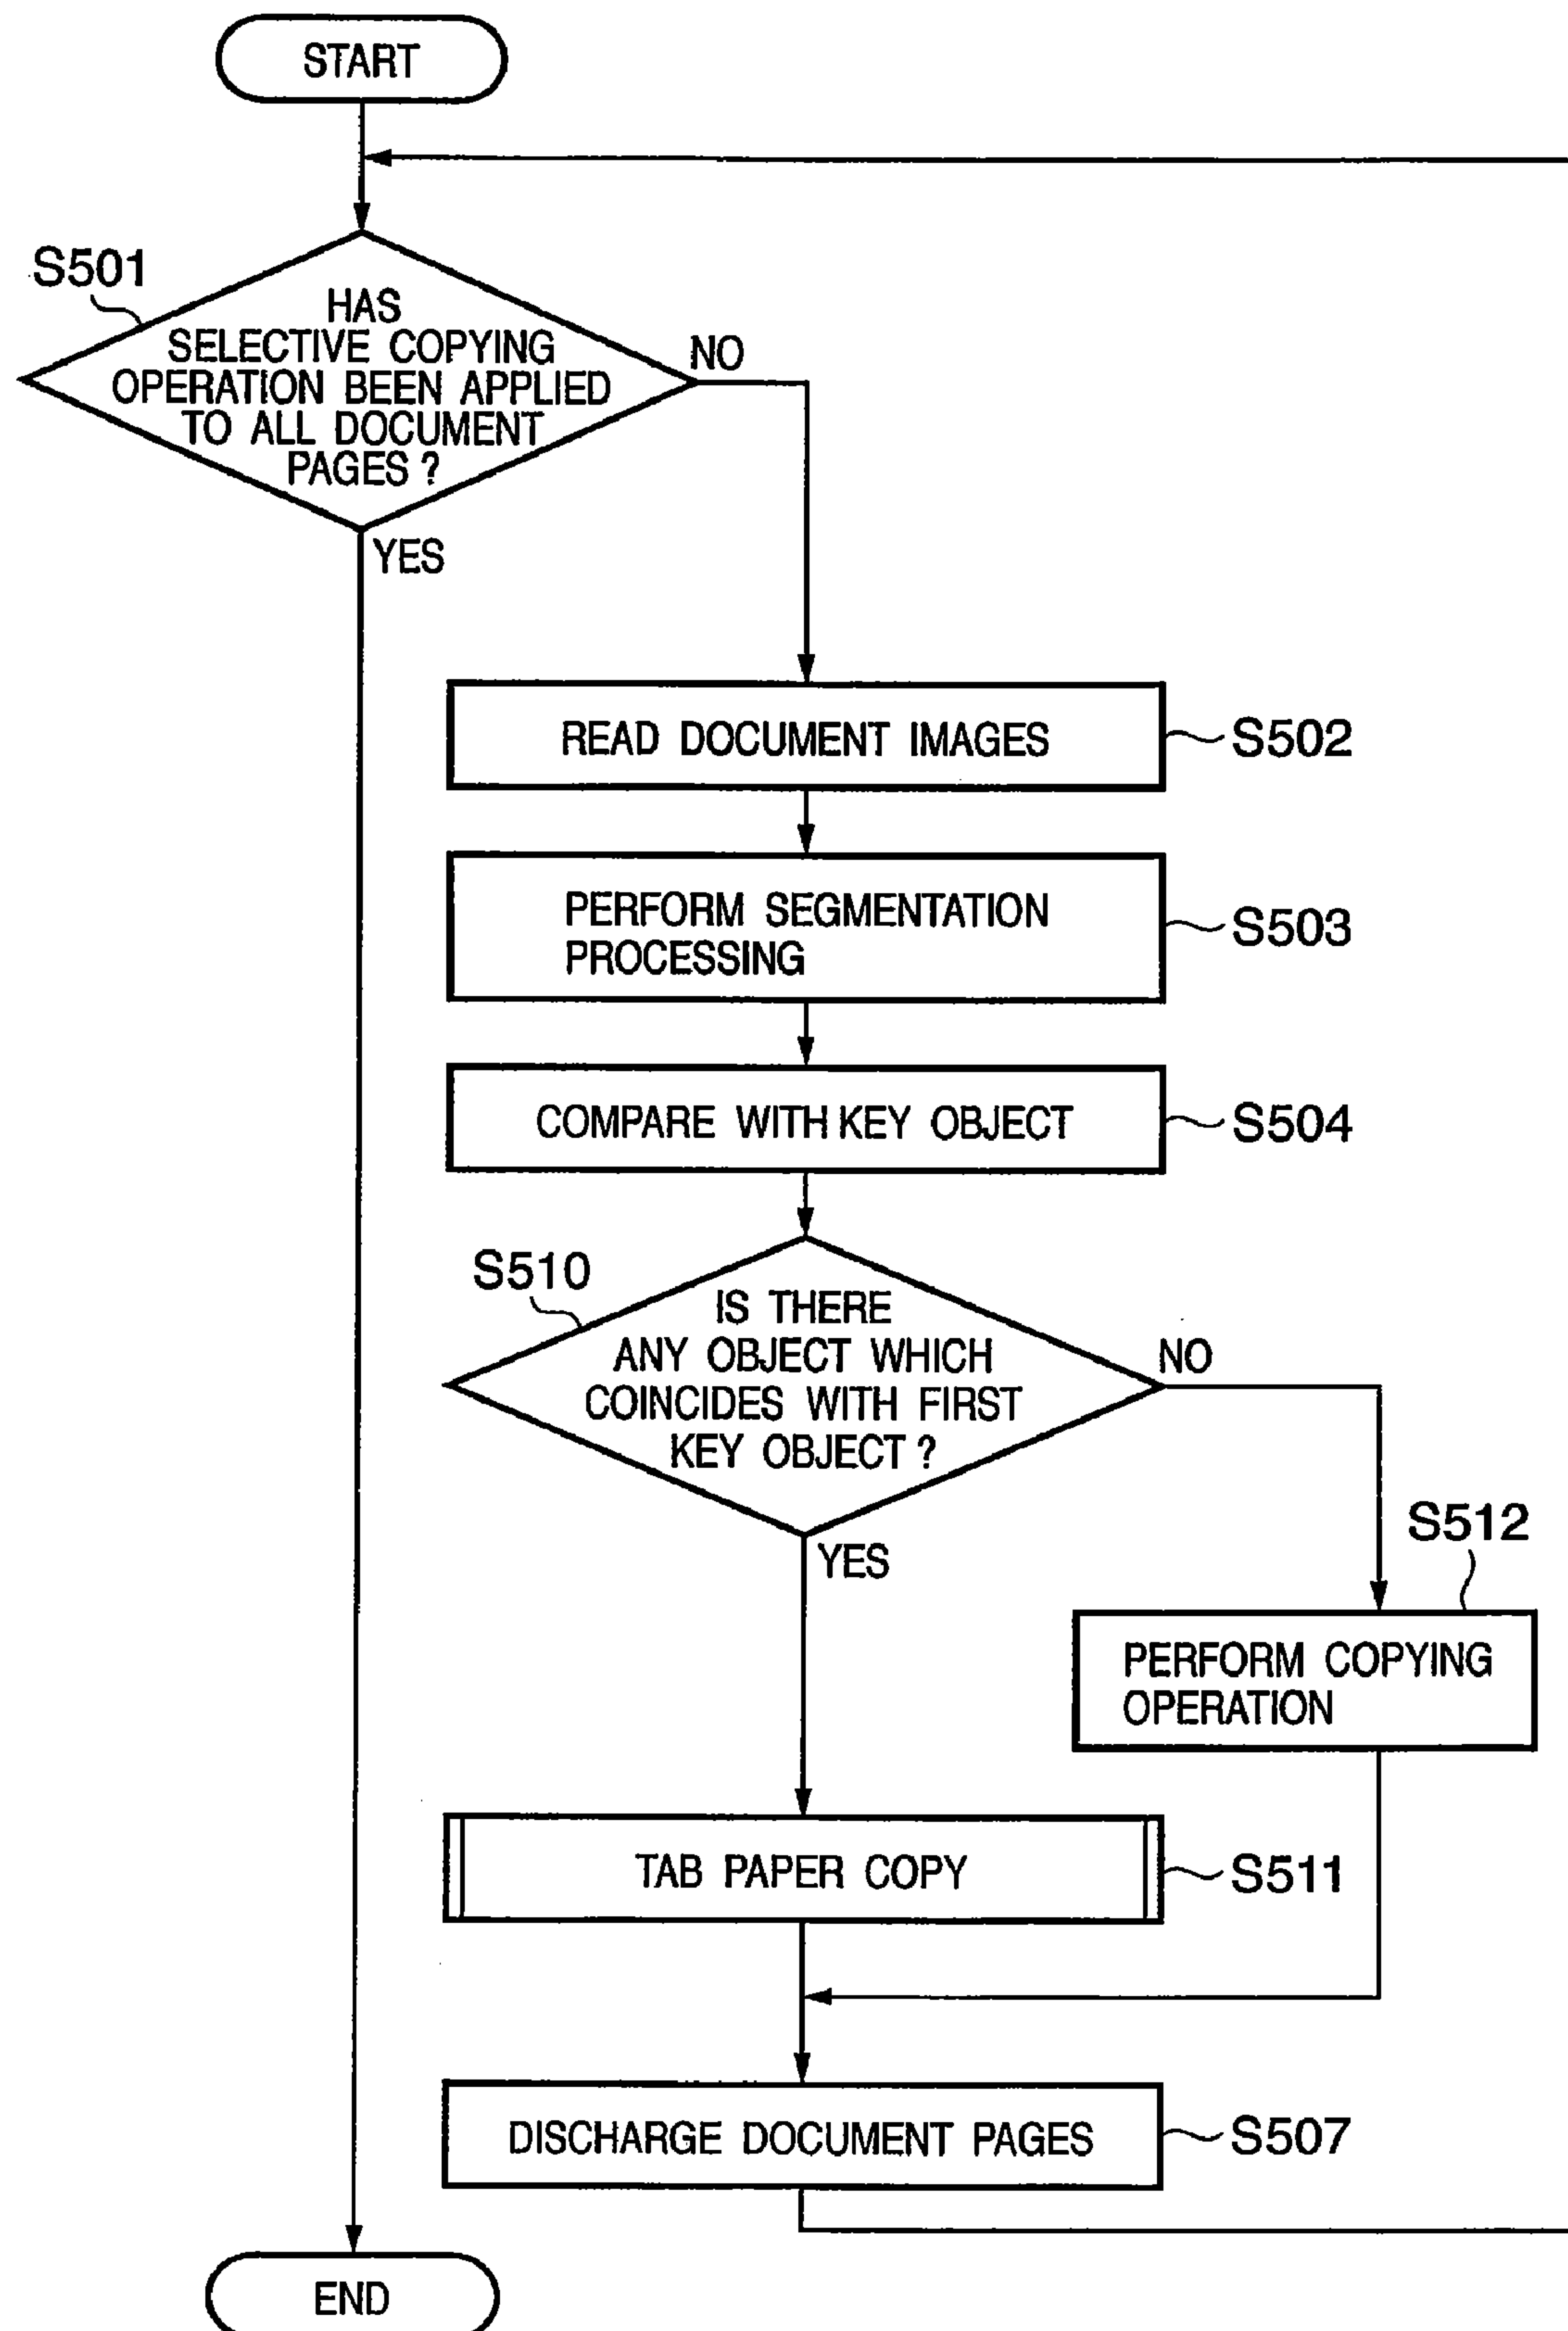 START
S501
HAS
SELECTIVE COPYING
OPERATION BEEN APPLIED
TO ALL DOCUMENT
PAGES ?
NO
YES
READ DOCUMENT IMAGES
S502
PERFORM SEGMENTATION
PROCESSING
S503
COMPARE WITH KEY OBJECT
S504
S510
IS THERE
ANY OBJECT WHICH
COINCIDES WITH FIRST
KEY OBJECT ?
NO
YES
S512
PERFORM COPYING
OPERATION
TAB PAPER COPY
S511
DISCHARGE DOCUMENT PAGES
S507
END